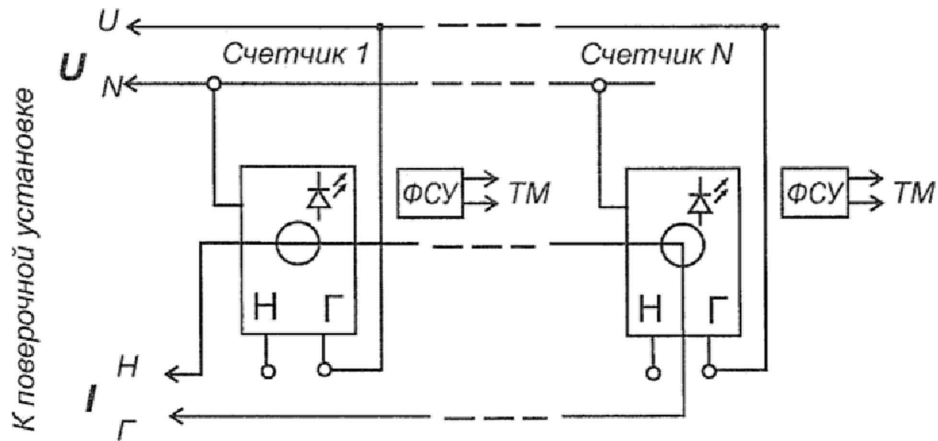 К поверочной установке
U
U
N
Счетчик 1
Счетчик N
ФСУ
ТМ
ФСУ
ТМ
Н
Г
Н
Г
I
Н
Г